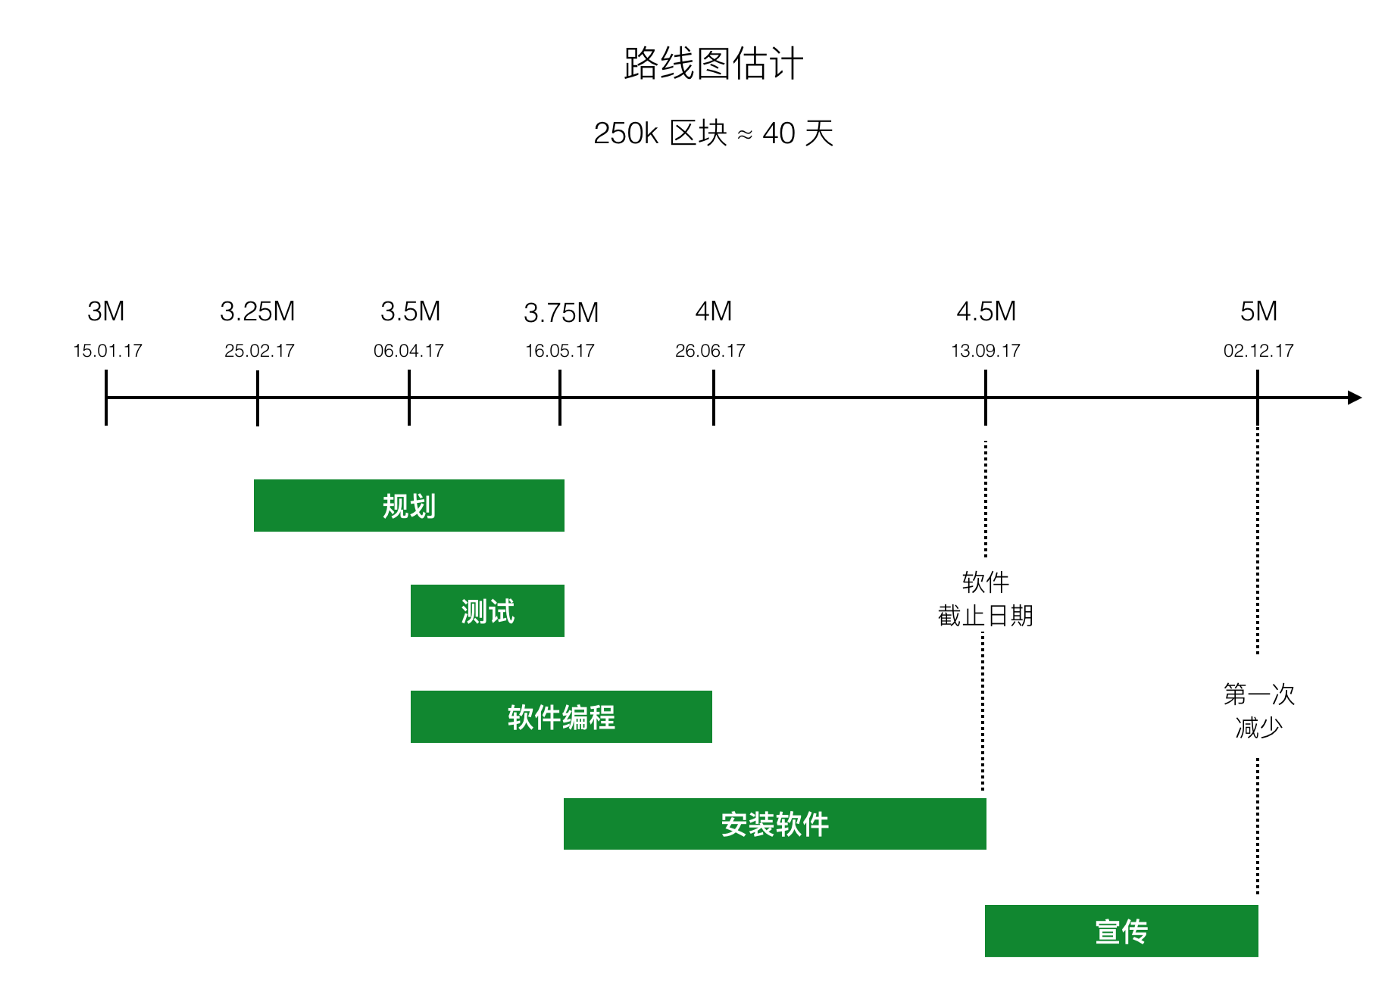 路线图估计
250k 区块 ≈ 40 天
3M 3.25M 3.5M 3.75M 4M 4.5M 5M
15.01.17 25.02.17 06.04.17 16.05.17 26.06.17 13.09.17 02.12.17
规划
软件
截止日期
测试
第一次
减少
软件编程
安装软件
宣传